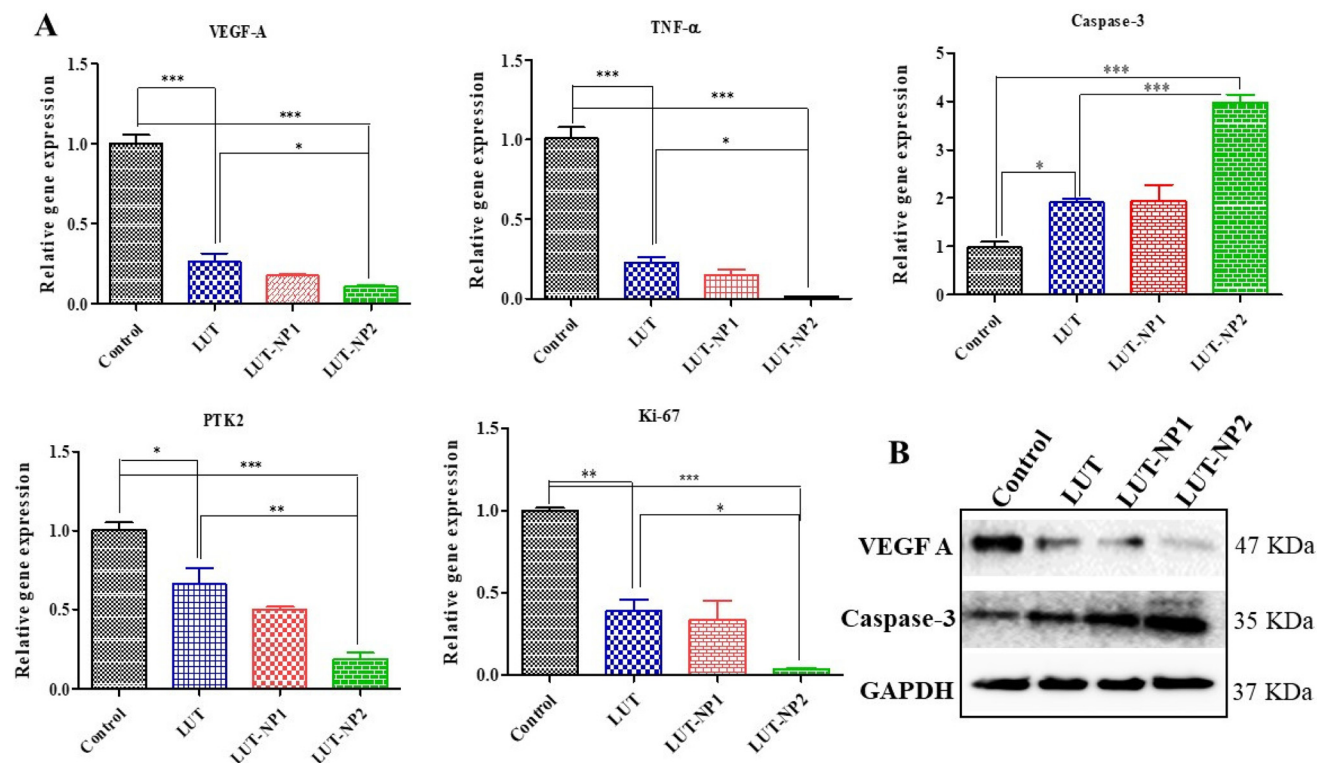 A
VEGF-A
Relative gene expression
1.5
1.0
0.5
0.0
***
***
*
Control
LUT
LUT-NP1
LUT-NP2
TNF-α
Relative gene expression
1.5
1.0
0.5
0.0
***
***
*
Control
LUT
LUT-NP1
LUT-NP2
Caspase-3
Relative gene expression
5
4
3
2
1
0
***
***
*
Control
LUT
LUT-NP1
LUT-NP2
PTK2
Relative gene expression
1.5
1.0
0.5
0.0
*
***
**
Control
LUT
LUT-NP1
LUT-NP2
Ki-67
Relative gene expression
1.5
1.0
0.5
0.0
**
***
*
Control
LUT
LUT-NP1
LUT-NP2
B
Control
LUT
LUT-NP1
LUT-NP2
VEGF A 47 KDa
Caspase-3 35 KDa
GAPDH 37 KDa